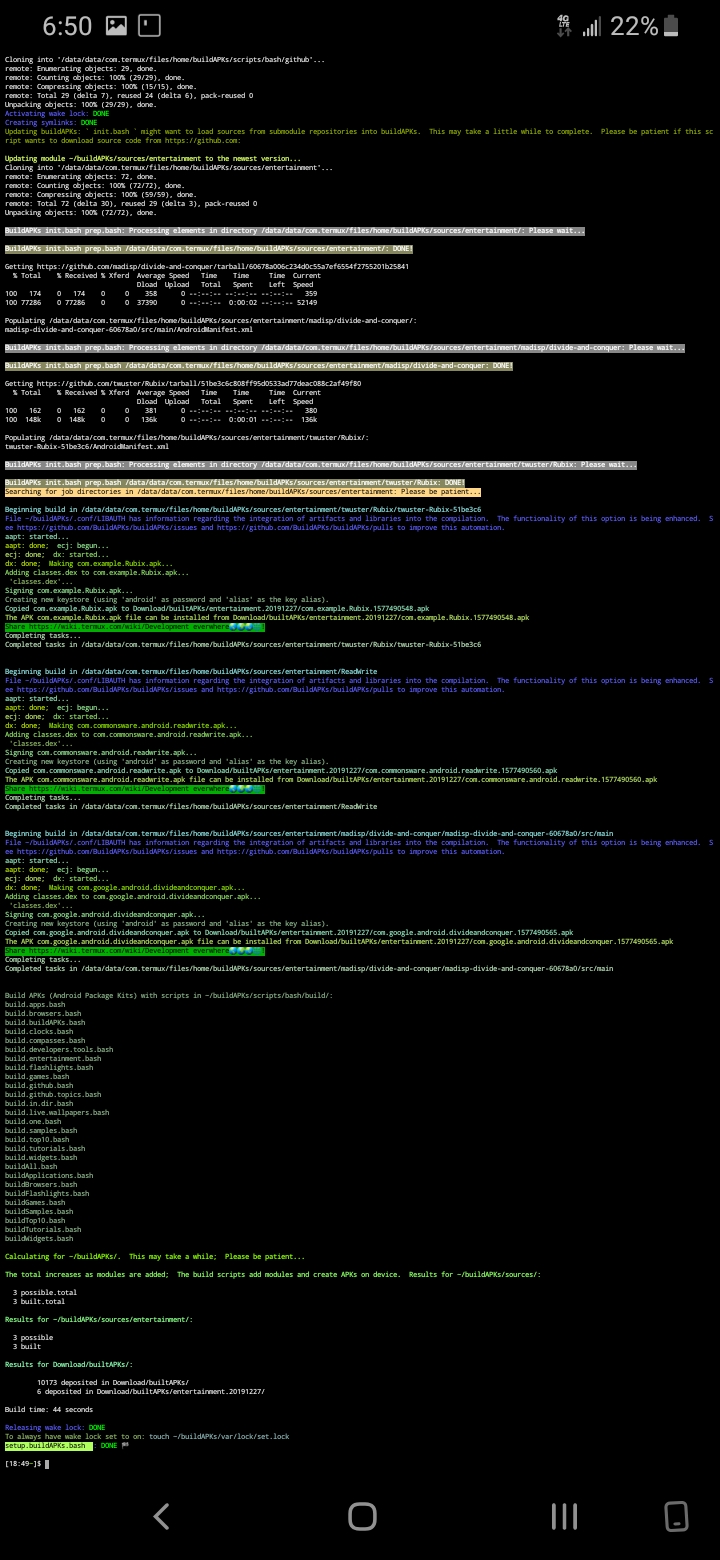 6:50
4G
LTE
22%
Cloning into '/data/data/com.termux/files/home/buildAPKs/scripts/bash/github'...
remote: Enumerating objects: 29, done.
remote: Counting objects: 100% (29/29), done.
remote: Compressing objects: 100% (15/15), done.
remote: Total 29 (delta 7), reused 24 (delta 6), pack-reused 0
Unpacking objects: 100% (29/29), done.
Activating wake lock: DONE
Creating symlinks: DONE
Updating buildAPKs: ` init.bash ` might want to load sources from submodule repositories into buildAPKs.  This may take a little while to complete.  Please be patient if this sc
ript wants to download source code from https://github.com:
Updating module ~/buildAPKs/sources/entertainment to the newest version...
Cloning into '/data/data/com.termux/files/home/buildAPKs/sources/entertainment'...
remote: Enumerating objects: 72, done.
remote: Counting objects: 100% (72/72), done.
remote: Compressing objects: 100% (59/59), done.
remote: Total 72 (delta 30), reused 29 (delta 3), pack-reused 0
Unpacking objects: 100% (72/72), done.
BuildAPKs init.bash prep.bash: Processing elements in directory /data/data/com.termux/files/home/buildAPKs/sources/entertainment/: Please wait...
BuildAPKs init.bash prep.bash /data/data/com.termux/files/home/buildAPKs/sources/entertainment/: DONE!
Getting https://github.com/madisp/divide-and-conquer/tarball/60678a006c234d0c55a7ef6554f2755201b25841
% Total    % Received % Xferd  Average Speed   Time    Time     Time  Current
Dload  Upload   Total   Spent    Left  Speed
100   174    0   174    0     0    358      0 --:--:-- --:--:-- --:--:--   359
100 77286    0 77286    0     0  37390      0 --:--:--  0:00:02 --:--:-- 52149
Populating /data/data/com.termux/files/home/buildAPKs/sources/entertainment/madisp/divide-and-conquer/:
madisp-divide-and-conquer-60678a0/src/main/AndroidManifest.xml
BuildAPKs init.bash prep.bash: Processing elements in directory /data/data/com.termux/files/home/buildAPKs/sources/entertainment/madisp/divide-and-conquer: Please wait...
BuildAPKs init.bash prep.bash /data/data/com.termux/files/home/buildAPKs/sources/entertainment/madisp/divide-and-conquer: DONE!
Getting https://github.com/twuster/Rubix/tarball/51be3c6c808ff95d0533ad77deac088c2af49f80
% Total    % Received % Xferd  Average Speed   Time    Time     Time  Current
Dload  Upload   Total   Spent    Left  Speed
100   162    0   162    0     0    381      0 --:--:-- --:--:-- --:--:--   380
100  148k    0  148k    0     0   136k      0 --:--:--  0:00:01 --:--:--  136k
Populating /data/data/com.termux/files/home/buildAPKs/sources/entertainment/twuster/Rubix/:
twuster-Rubix-51be3c6/AndroidManifest.xml
BuildAPKs init.bash prep.bash: Processing elements in directory /data/data/com.termux/files/home/buildAPKs/sources/entertainment/twuster/Rubix: Please wait...
BuildAPKs init.bash prep.bash /data/data/com.termux/files/home/buildAPKs/sources/entertainment/twuster/Rubix: DONE!
Searching for job directories in /data/data/com.termux/files/home/buildAPKs/sources/entertainment: Please be patient...
Beginning build in /data/data/com.termux/files/home/buildAPKs/sources/entertainment/twuster/Rubix/twuster-Rubix-51be3c6
File ~/buildAPKs/.conf/LIBAUTH has information regarding the integration of artifacts and libraries into the compilation.  The functionality of this option is being enhanced.  S
ee https://github.com/BuildAPKs/buildAPKs/issues and https://github.com/BuildAPKs/buildAPKs/pulls to improve this automation.
aapt: started...
aapt: done;  ecj: begun...
ecj: done;  dx: started...
dx: done;  Making com.example.Rubix.apk...
Adding classes.dex to com.example.Rubix.apk...
'classes.dex'...
Signing com.example.Rubix.apk...
Creating new keystore (using 'android' as password and 'alias' as the key alias).
Copied com.example.Rubix.apk to Download/builtAPKs/entertainment.20191227/com.example.Rubix.1577490548.apk
The APK com.example.Rubix.apk file can be installed from Download/builtAPKs/entertainment.20191227/com.example.Rubix.1577490548.apk
Share https://wiki.termux.com/wiki/Development everwhere🌎🌍🌏!
Completing tasks...
Completed tasks in /data/data/com.termux/files/home/buildAPKs/sources/entertainment/twuster/Rubix/twuster-Rubix-51be3c6
Beginning build in /data/data/com.termux/files/home/buildAPKs/sources/entertainment/ReadWrite
File ~/buildAPKs/.conf/LIBAUTH has information regarding the integration of artifacts and libraries into the compilation.  The functionality of this option is being enhanced.  S
ee https://github.com/BuildAPKs/buildAPKs/issues and https://github.com/BuildAPKs/buildAPKs/pulls to improve this automation.
aapt: started...
aapt: done;  ecj: begun...
ecj: done;  dx: started...
dx: done;  Making com.commonsware.android.readwrite.apk...
Adding classes.dex to com.commonsware.android.readwrite.apk...
'classes.dex'...
Signing com.commonsware.android.readwrite.apk...
Creating new keystore (using 'android' as password and 'alias' as the key alias).
Copied com.commonsware.android.readwrite.apk to Download/builtAPKs/entertainment.20191227/com.commonsware.android.readwrite.1577490560.apk
The APK com.commonsware.android.readwrite.apk file can be installed from Download/builtAPKs/entertainment.20191227/com.commonsware.android.readwrite.1577490560.apk
Share https://wiki.termux.com/wiki/Development everwhere🌎🌍🌏!
Completing tasks...
Completed tasks in /data/data/com.termux/files/home/buildAPKs/sources/entertainment/ReadWrite
Beginning build in /data/data/com.termux/files/home/buildAPKs/sources/entertainment/madisp/divide-and-conquer/madisp-divide-and-conquer-60678a0/src/main
File ~/buildAPKs/.conf/LIBAUTH has information regarding the integration of artifacts and libraries into the compilation.  The functionality of this option is being enhanced.  S
ee https://github.com/BuildAPKs/buildAPKs/issues and https://github.com/BuildAPKs/buildAPKs/pulls to improve this automation.
aapt: started...
aapt: done;  ecj: begun...
ecj: done;  dx: started...
dx: done;  Making com.google.android.divideandconquer.apk...
Adding classes.dex to com.google.android.divideandconquer.apk...
'classes.dex'...
Signing com.google.android.divideandconquer.apk...
Creating new keystore (using 'android' as password and 'alias' as the key alias).
Copied com.google.android.divideandconquer.apk to Download/builtAPKs/entertainment.20191227/com.google.android.divideandconquer.1577490565.apk
The APK com.google.android.divideandconquer.apk file can be installed from Download/builtAPKs/entertainment.20191227/com.google.android.divideandconquer.1577490565.apk
Share https://wiki.termux.com/wiki/Development everwhere🌎🌍🌏!
Completing tasks...
Completed tasks in /data/data/com.termux/files/home/buildAPKs/sources/entertainment/madisp/divide-and-conquer/madisp-divide-and-conquer-60678a0/src/main
Build APKs (Android Package Kits) with scripts in ~/buildAPKs/scripts/bash/build/:
build.apps.bash
build.browsers.bash
build.buildAPKs.bash
build.clocks.bash
build.compasses.bash
build.developers.tools.bash
build.entertainment.bash
build.flashlights.bash
build.games.bash
build.github.bash
build.github.topics.bash
build.in.dir.bash
build.live.wallpapers.bash
build.one.bash
build.samples.bash
build.top10.bash
build.tutorials.bash
build.widgets.bash
buildAll.bash
buildApplications.bash
buildBrowsers.bash
buildFlashlights.bash
buildGames.bash
buildSamples.bash
buildTop10.bash
buildTutorials.bash
buildWidgets.bash
Calculating for ~/buildAPKs/.  This may take a while;  Please be patient...
The total increases as modules are added;  The build scripts add modules and create APKs on device.  Results for ~/buildAPKs/sources/:
3 possible.total
3 built.total
Results for ~/buildAPKs/sources/entertainment/:
3 possible
3 built
Results for Download/builtAPKs/:
10173 deposited in Download/builtAPKs/
6 deposited in Download/builtAPKs/entertainment.20191227/
Build time: 44 seconds
Releasing wake lock: DONE
To always have wake lock set to on: touch ~/buildAPKs/var/lock/set.lock
setup.buildAPKs.bash : DONE 🏁
[18:49~]$